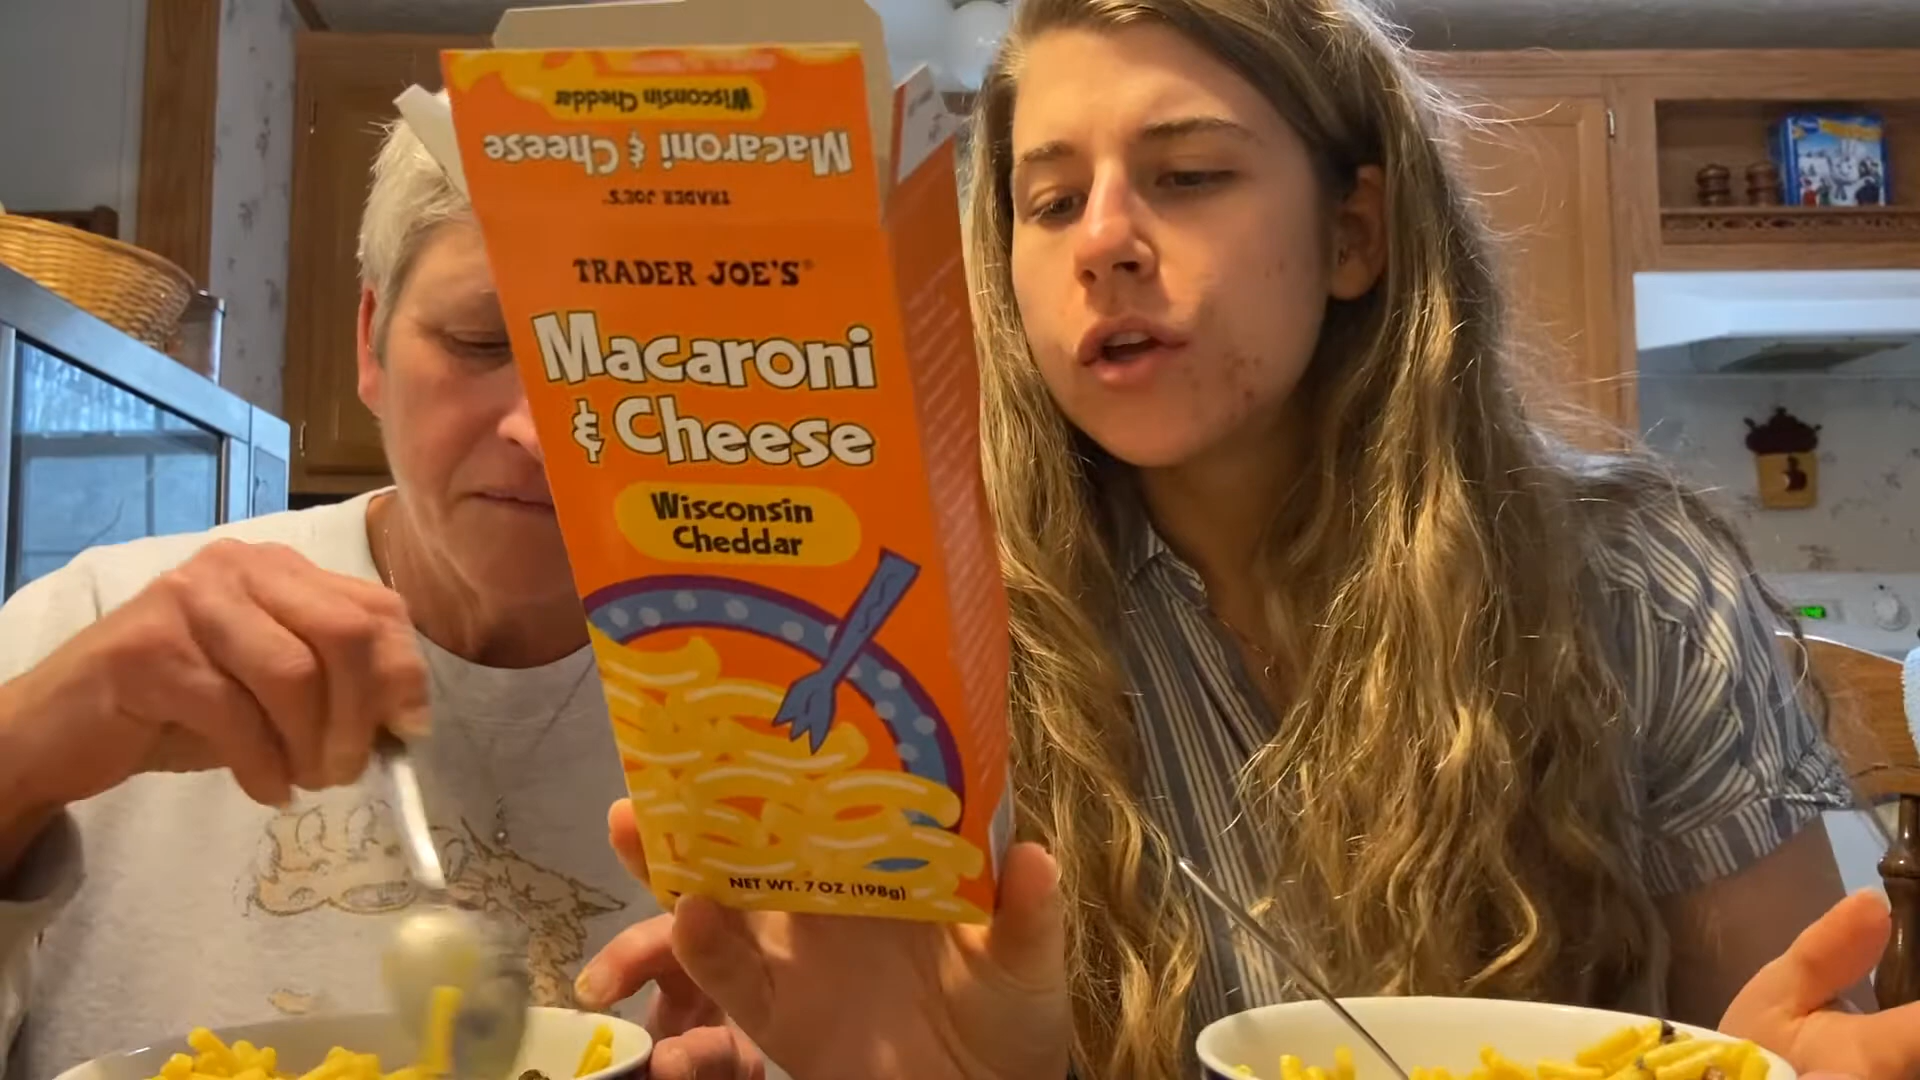 Wisconsin Cheddar
Macaroni & Cheese
TRADER JOE'S
TRADER JOE'S®
Macaroni
& Cheese
Wisconsin
Cheddar
NET WT. 7 OZ (198g)